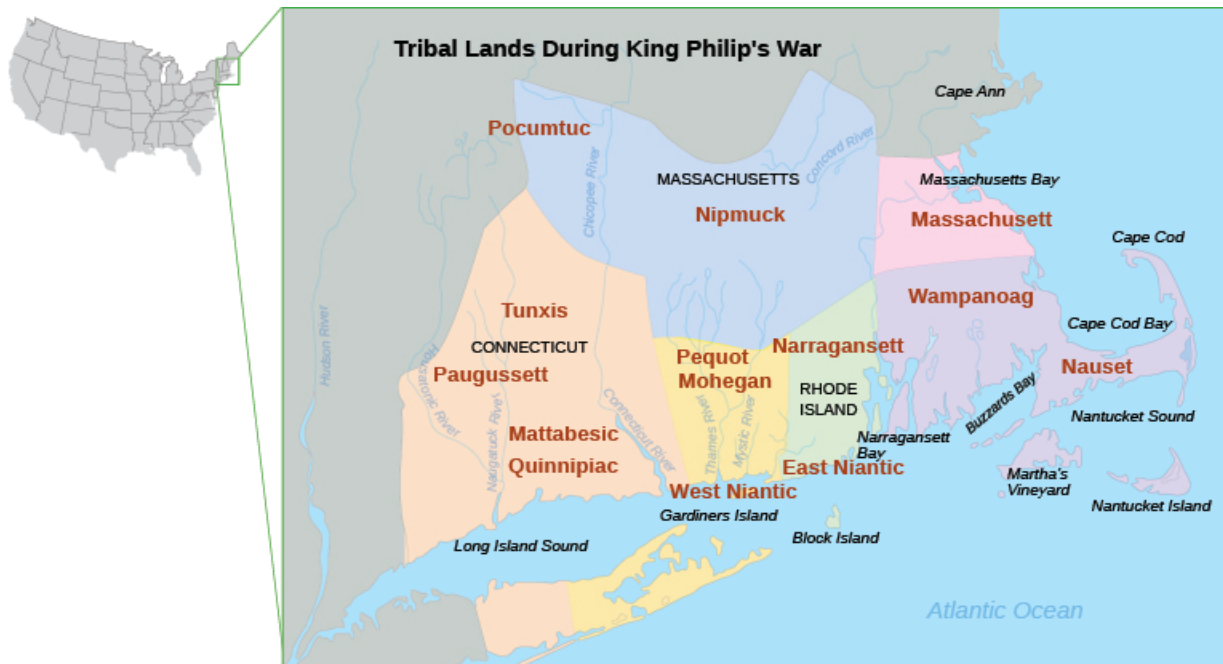 Tribal Lands During King Philip's War
Cape Ann
Pocumtuc
Concord River
MASSACHUSETTS
Massachusetts Bay
Chicopee River
Nipmuck
Massachusett
Cape Cod
Wampanoag
Tunxis
Cape Cod Bay
Hudson River
CONNECTICUT
Narragansett
Pequot
Mohegan
Nauset
Paugussett
Housatonic River
RHODE
ISLAND
Buzzards Bay
Nantucket Sound
Naugatuck River
Connecticut River
Thames River
Mystic River
Mattabesic
Narragansett
Bay
Quinnipiac
East Niantic
Martha's
Vineyard
West Niantic
Nantucket Island
Gardiners Island
Block Island
Long Island Sound
Atlantic Ocean